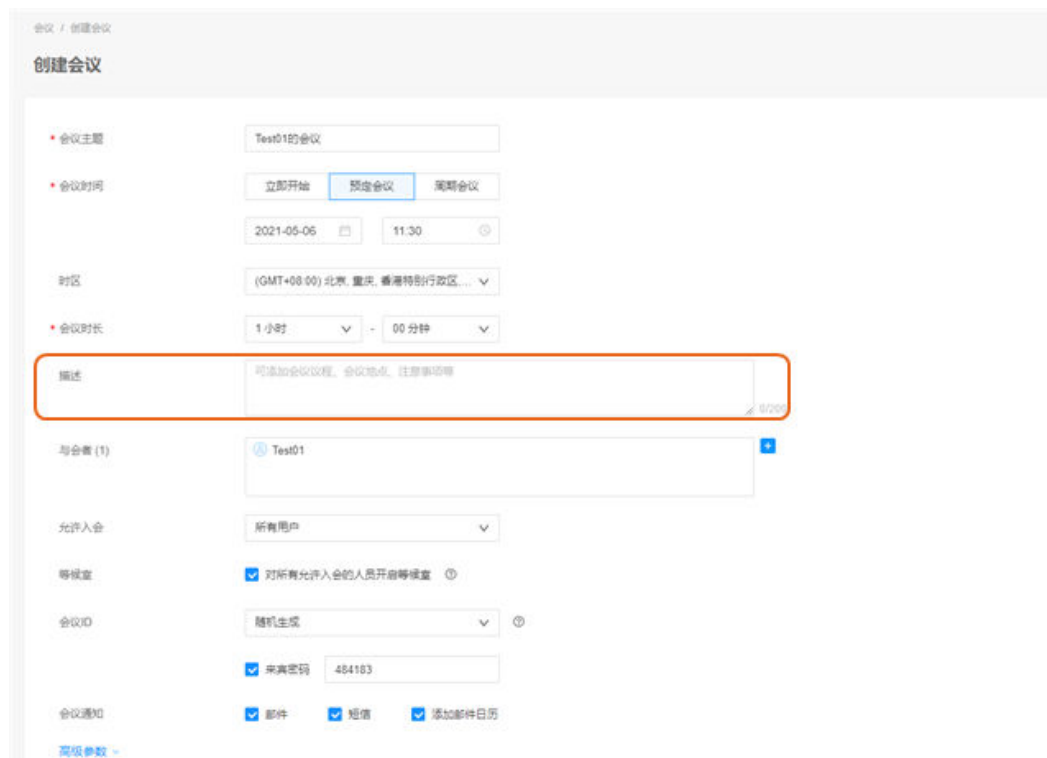 会议 / 创建会议
创建会议
* 会议主题 Test01的会议
* 会议时间 立即开始 预定会议 周期会议
2021-05-06 11:30
时区 (GMT+08:00) 北京, 重庆, 香港特别行政区, ...
* 会议时长 1 小时 - 00 分钟
描述 可添加会议议程、会议地点、注意事项等
0/200
与会者 (1) Test01
允许入会 所有用户
等候室 对所有允许入会的人员开启等候室
会议ID 随机生成
来宾密码 484183
会议通知 邮件 短信 添加邮件日历
高级参数